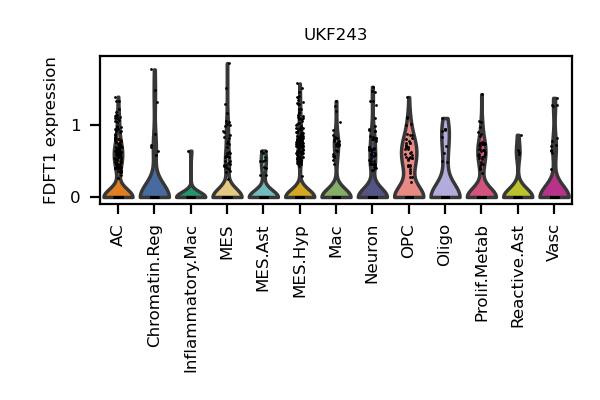 UKF243
FDFT1 expression
1
0
AC
Chromatin.Reg
Inflammatory.Mac
MES
MES.Ast
MES.Hyp
Mac
Neuron
OPC
Oligo
Prolif.Metab
Reactive.Ast
Vasc